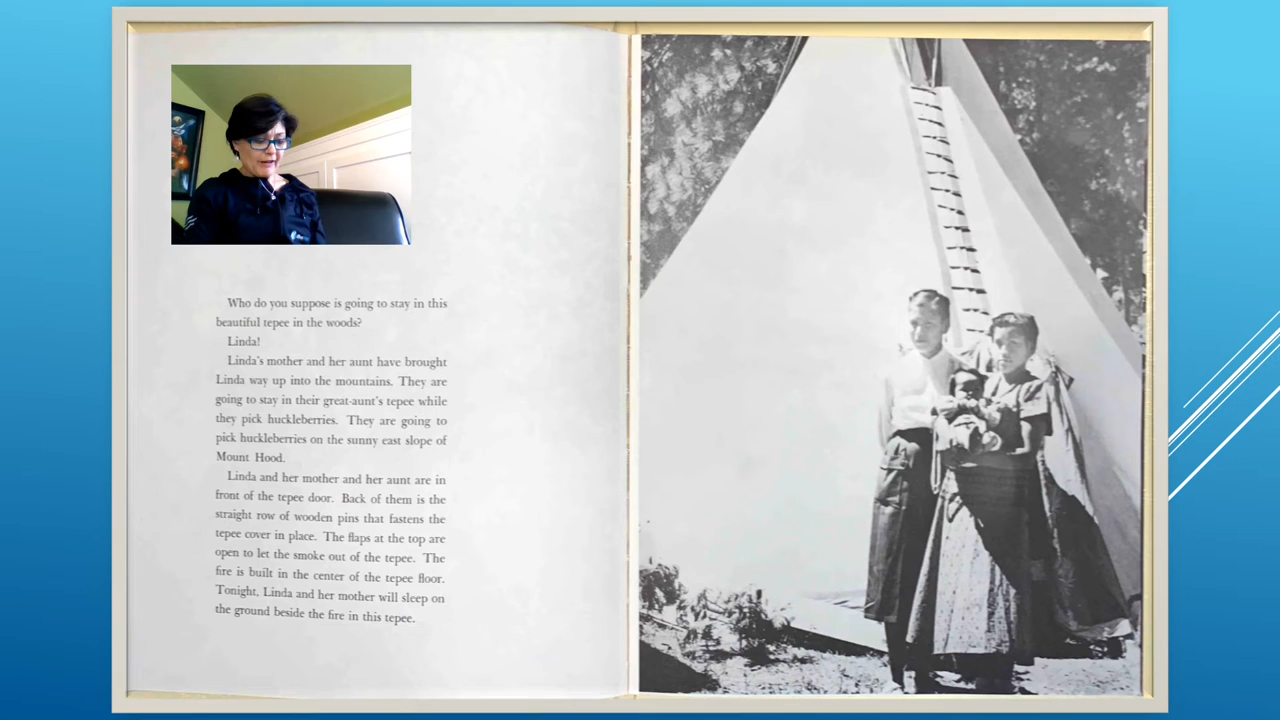 Who do you suppose is going to stay in this
beautiful tepee in the woods?
Linda!
Linda's mother and her aunt have brought
Linda way up into the mountains. They are
going to stay in their great-aunt's tepee while
they pick huckleberries. They are going to
pick huckleberries on the sunny east slope of
Mount Hood.
Linda and her mother and her aunt are in
front of the tepee door. Back of them is the
straight row of wooden pins that fastens the
tepee cover in place. The flaps at the top are
open to let the smoke out of the tepee. The
fire is built in the center of the tepee floor.
Tonight, Linda and her mother will sleep on
the ground beside the fire in this tepee.